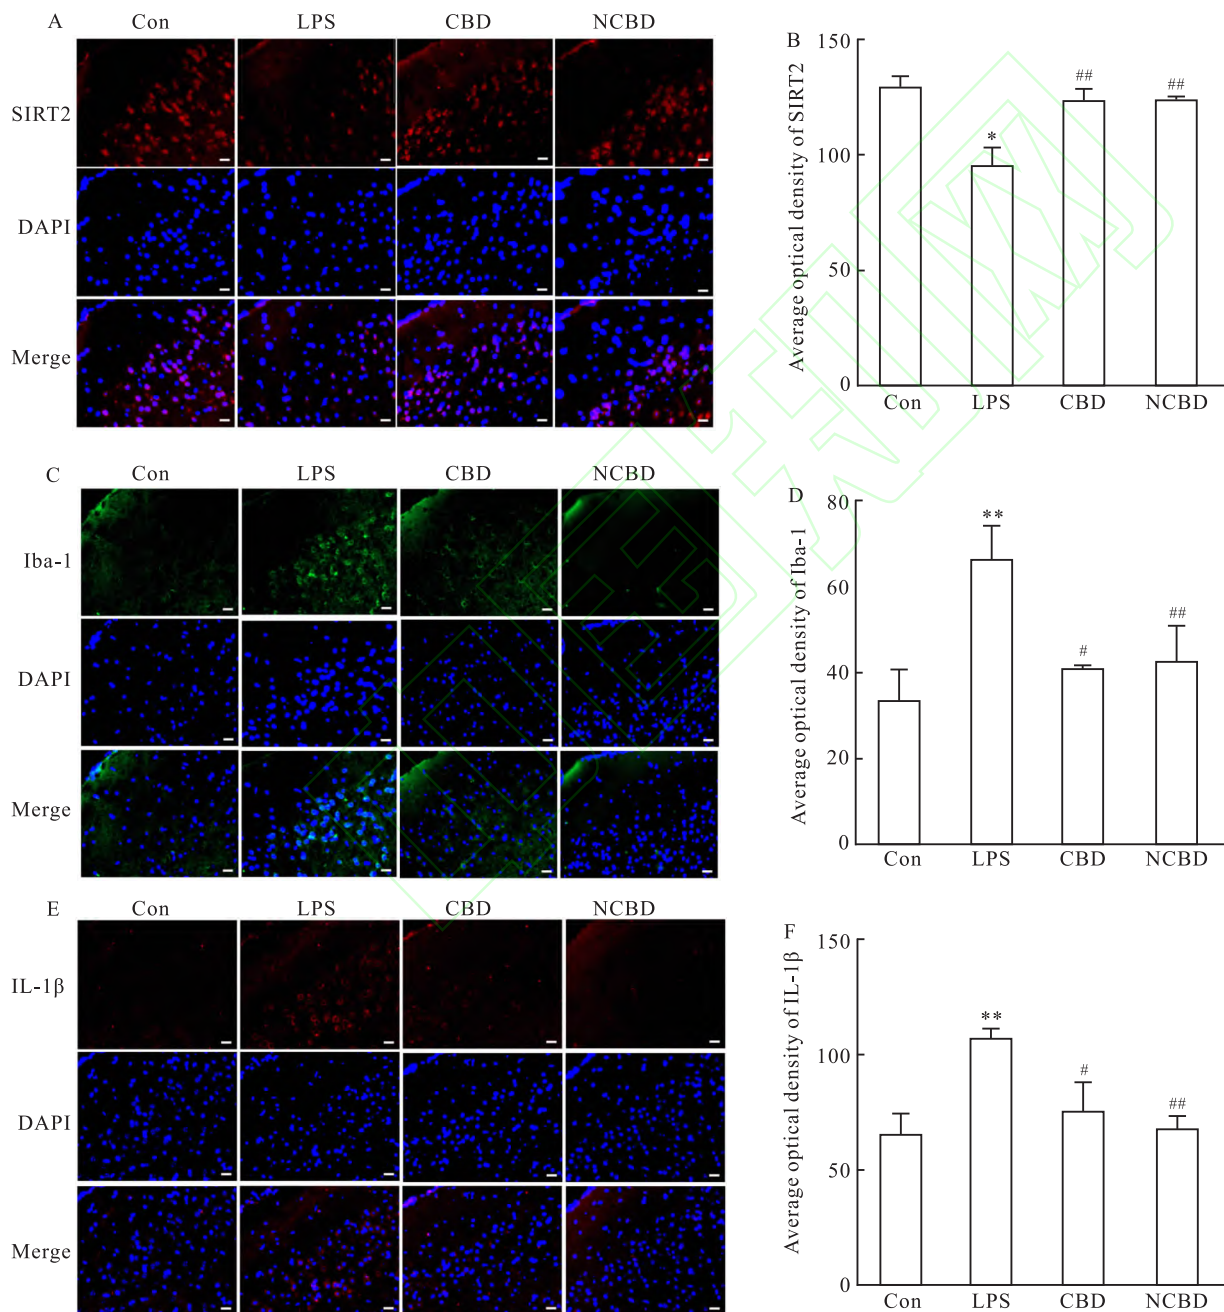 A
Con LPS CBD NCBD
SIRT2
DAPI
Merge
B
Average optical density of SIRT2
150
100
50
0
*
##
##
Con LPS CBD NCBD
C
Con LPS CBD NCBD
Iba-1
DAPI
Merge
D
Average optical density of Iba-1
80
60
40
20
0
**
#
##
Con LPS CBD NCBD
E
Con LPS CBD NCBD
IL-1β
DAPI
Merge
F
Average optical density of IL-1β
150
100
50
0
**
#
##
Con LPS CBD NCBD